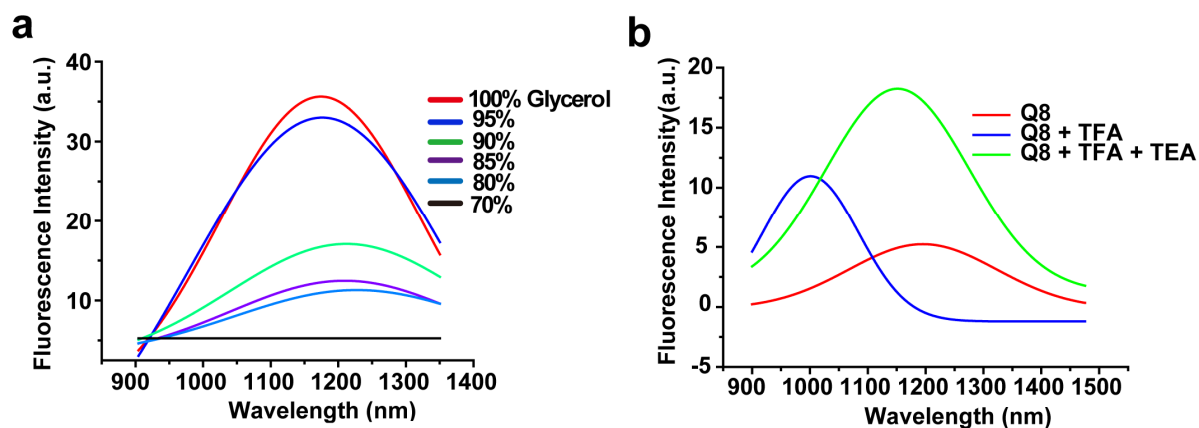 a
Fluorescence Intensity (a.u.)
40
30
20
10
100% Glycerol
95%
90%
85%
80%
70%
900 1000 1100 1200 1300 1400
Wavelength (nm)
b
Fluorescence Intensity(a.u.)
20
15
10
5
0
-5
Q8
Q8 + TFA
Q8 + TFA + TEA
900 1000 1100 1200 1300 1400 1500
Wavelength (nm)